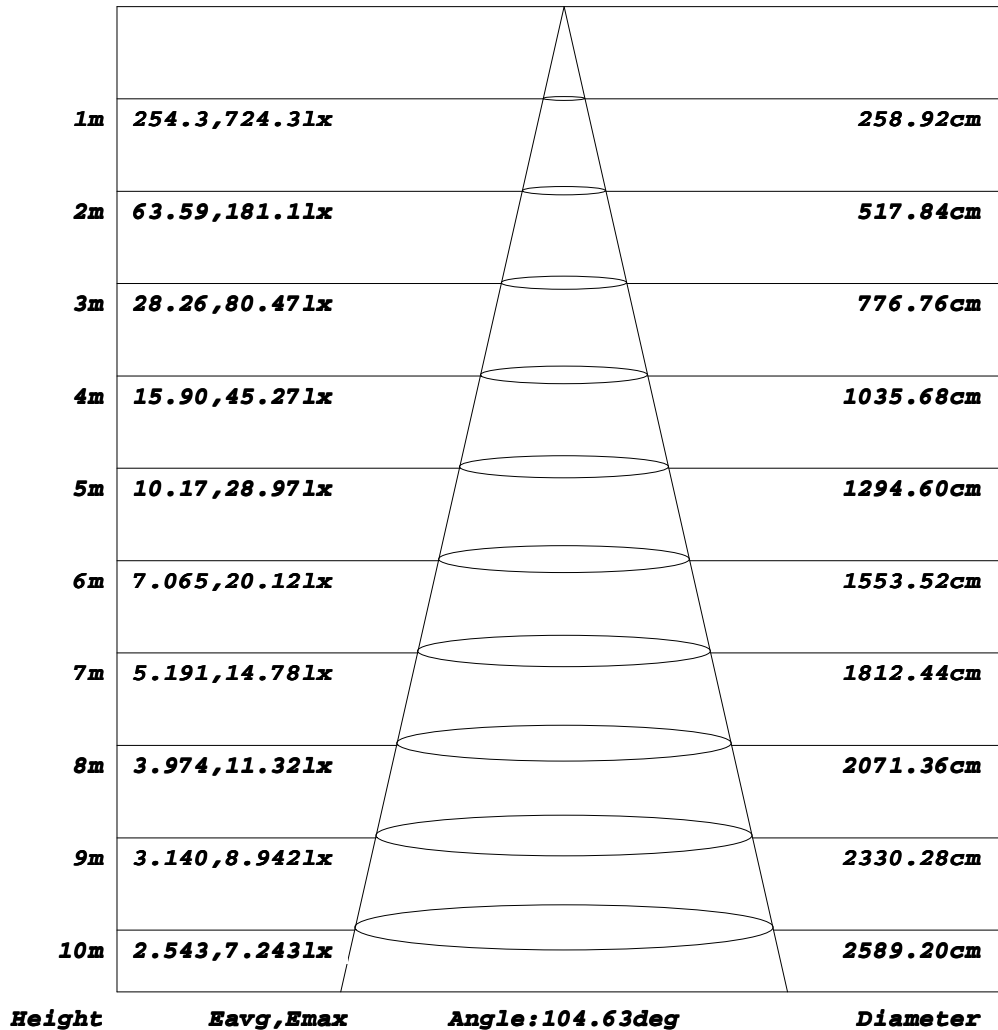 1m 254.3,724.3lx 258.92cm
2m 63.59,181.1lx 517.84cm
3m 28.26,80.47lx 776.76cm
4m 15.90,45.27lx 1035.68cm
5m 10.17,28.97lx 1294.60cm
6m 7.065,20.12lx 1553.52cm
7m 5.191,14.78lx 1812.44cm
8m 3.974,11.32lx 2071.36cm
9m 3.140,8.942lx 2330.28cm
10m 2.543,7.243lx 2589.20cm
Height Eavg,Emax Angle:104.63deg Diameter